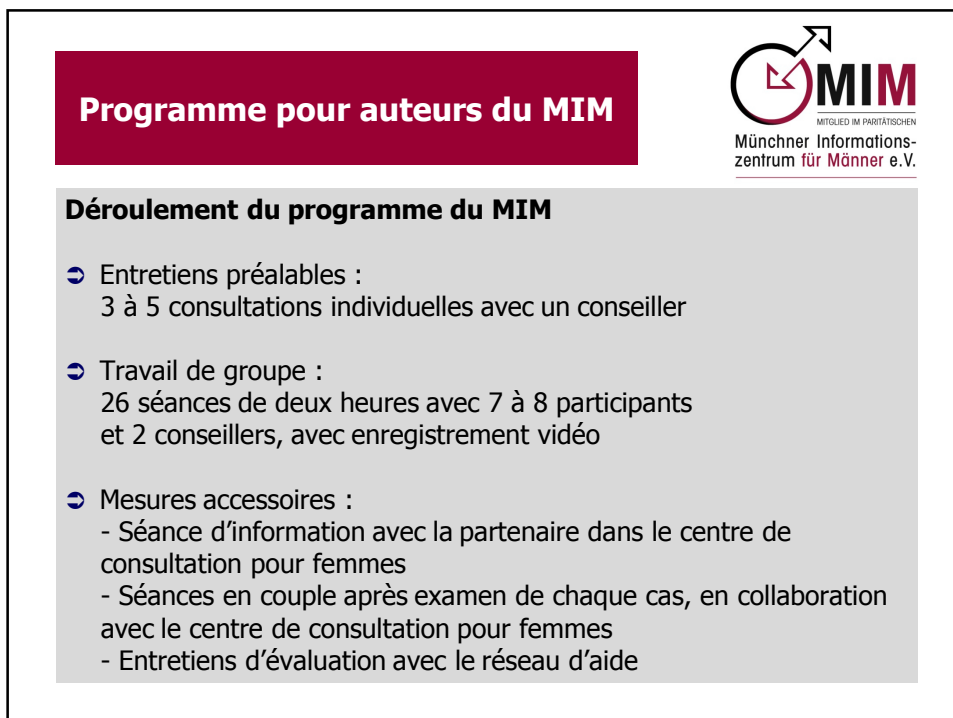 Programme pour auteurs du MIM
MIM
MITGLIED IM PARITÄTISCHEN
Münchner Informations-
zentrum für Männer e.V.
Déroulement du programme du MIM
Entretiens préalables :
3 à 5 consultations individuelles avec un conseiller
Travail de groupe :
26 séances de deux heures avec 7 à 8 participants
et 2 conseillers, avec enregistrement vidéo
Mesures accessoires :
- Séance d’information avec la partenaire dans le centre de
consultation pour femmes
- Séances en couple après examen de chaque cas, en collaboration
avec le centre de consultation pour femmes
- Entretiens d’évaluation avec le réseau d’aide